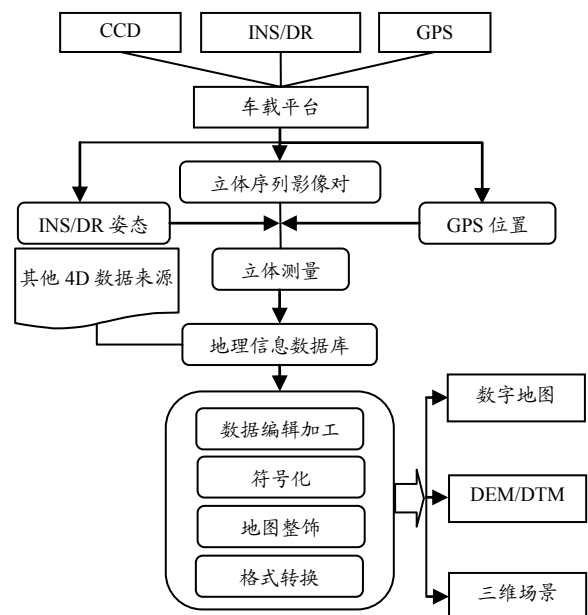 CCD
INS/DR
GPS
车载平台
立体序列影像对
INS/DR 姿态
GPS 位置
其他 4D 数据来源
立体测量
地理信息数据库
数据编辑加工
符号化
地图整饰
格式转换
数字地图
DEM/DTM
三维场景